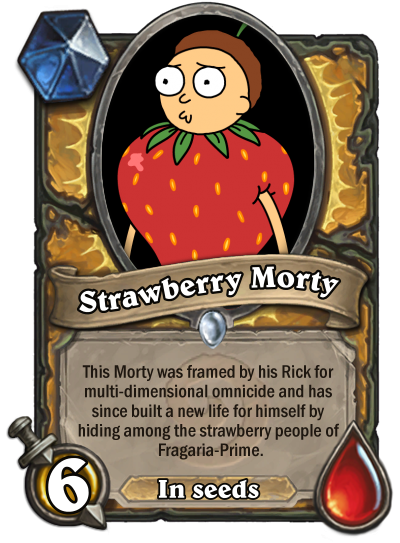 Strawberry Morty
This Morty was framed by his Rick for
multi-dimensional omnicide and has
since built a new life for himself by
hiding among the strawberry people of
Fragaria-Prime.
6
In seeds